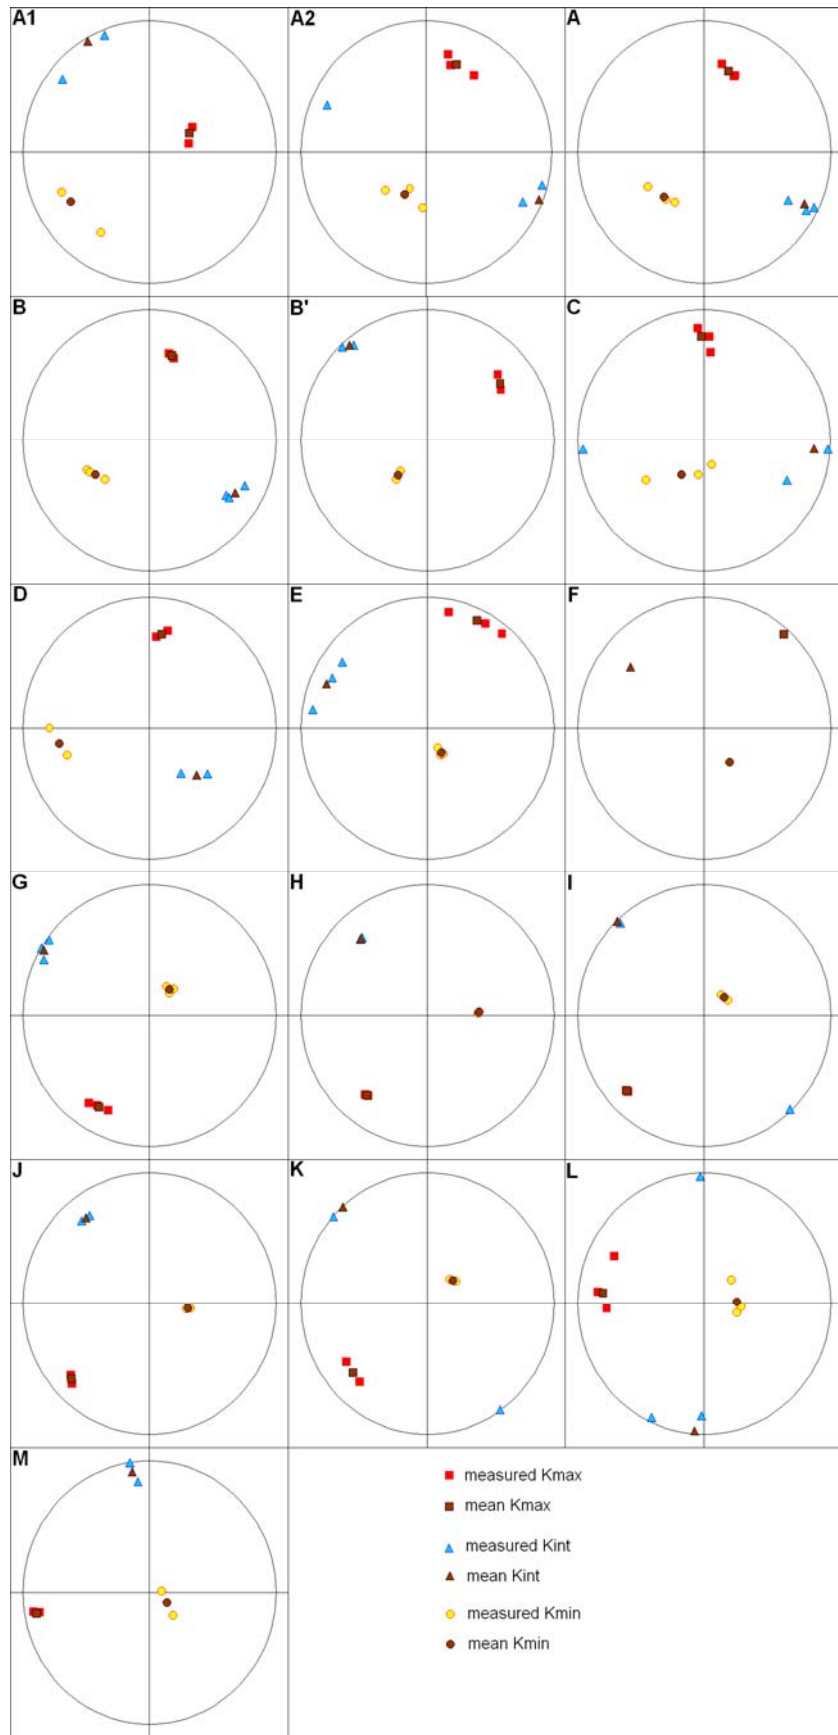 A1
A2
A
B
B'
C
D
E
F
G
H
I
J
K
L
M
measured Kmax
mean Kmax
measured Kint
mean Kint
measured Kmin
mean Kmin